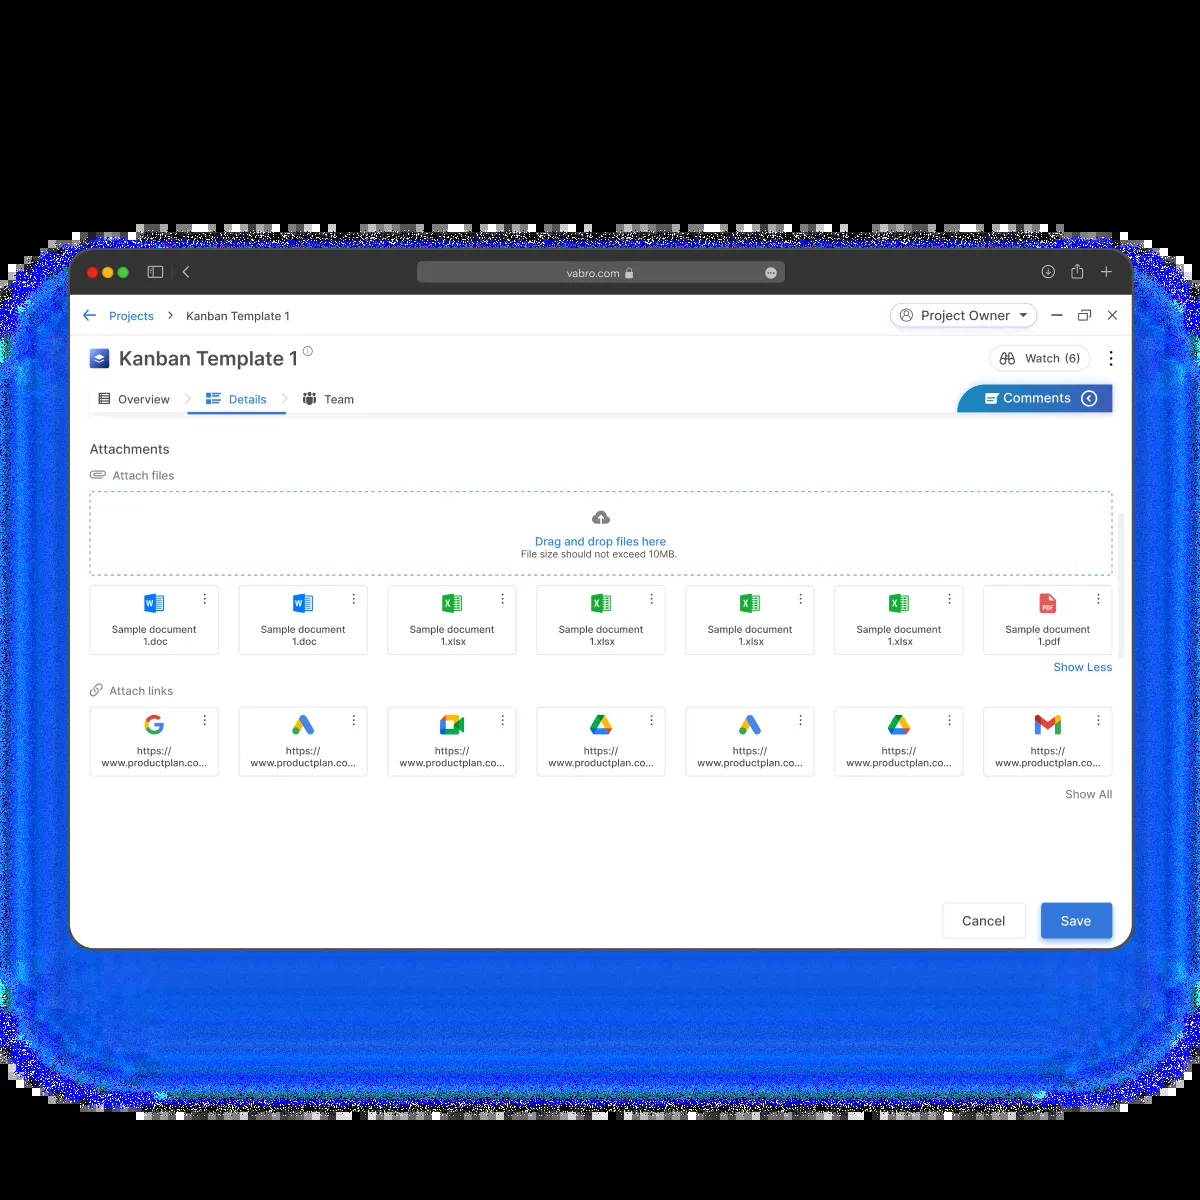 vabro.com
Projects
Kanban Template 1
Project Owner
Kanban Template 1
Watch (6)
Overview
Details
Team
Comments
Attachments
Attach files
Drag and drop files here
File size should not exceed 10MB.
W
W
X
X
X
X
PDF
Sample document
1.doc
Sample document
1.doc
Sample document
1.xlsx
Sample document
1.xlsx
Sample document
1.xlsx
Sample document
1.xlsx
Sample document
1.pdf
Show Less
Attach links
https://
www.productplan.co...
https://
www.productplan.co...
https://
www.productplan.co...
https://
www.productplan.co...
https://
www.productplan.co...
https://
www.productplan.co...
https://
www.productplan.co...
Show All
Cancel
Save